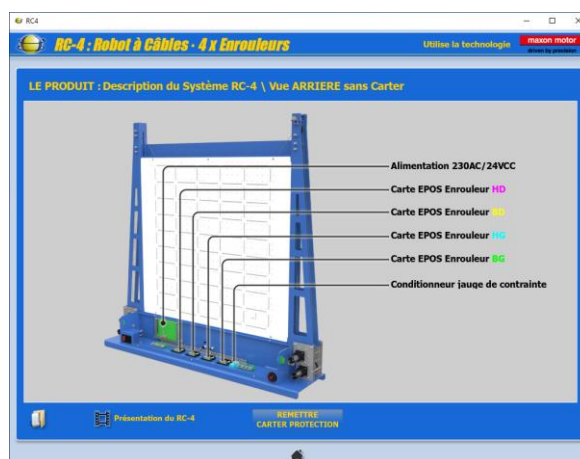 RC4
RC-4 : Robot à Câbles - 4 x Enrouleurs
Utilise la technologie
maxon motor
driven by precision
LE PRODUIT : Description du Système RC-4 \ Vue ARRIERE sans Carter
Alimentation 230AC/24VCC
Carte EPOS Enrouleur HD
Carte EPOS Enrouleur BD
Carte EPOS Enrouleur HG
Carte EPOS Enrouleur BG
Conditionneur jauge de contrainte
Présentation du RC-4
REMETTRE
CARTER PROTECTION